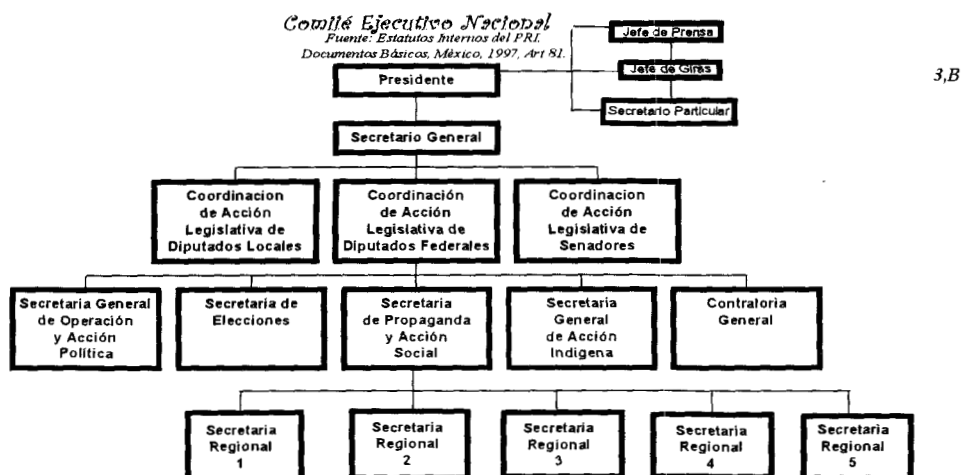 Comité Ejecutivo Nacional
Fuente: Estatutos Internos del PRI.
Documentos Básicos, México, 1997, Art 81.
Jefe de Prensa
Jefe de Giras
3,B
Presidente
Secretario Particular
Secretario General
Coordinacion
de Acción
Legislativa de
Diputados Locales
Coordinación
de Acción
Legislativa de
Diputados Federales
Coordinacion
de Acción
Legislativa de
Senadores
Secretaria General
de Operación
y Acción
Política
Secretaría de
Elecciones
Secretaria
de Propaganda
y Acción
Social
Secretaria
General
de Acción
Indigena
Contratoria
General
Secretaria
Regional
1
Secretaria
Regional
2
Secretaria
Regional
3
Secretaria
Regional
4
Secretaria
Regional
5